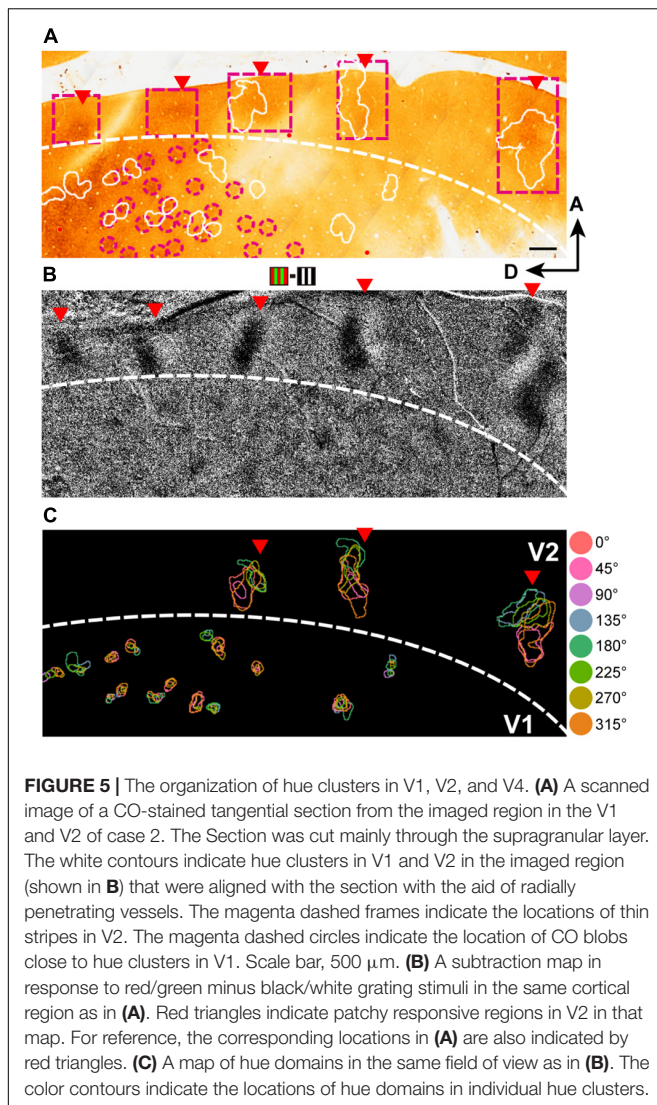 A
A
D
B
C
V2
V1
0°
45°
90°
135°
180°
225°
270°
315°
FIGURE 5 | The organization of hue clusters in V1, V2, and V4. (A) A scanned
image of a CO-stained tangential section from the imaged region in the V1
and V2 of case 2. The Section was cut mainly through the supragranular layer.
The white contours indicate hue clusters in V1 and V2 in the imaged region
(shown in B) that were aligned with the section with the aid of radially
penetrating vessels. The magenta dashed frames indicate the locations of thin
stripes in V2. The magenta dashed circles indicate the location of CO blobs
close to hue clusters in V1. Scale bar, 500 μm. (B) A subtraction map in
response to red/green minus black/white grating stimuli in the same cortical
region as in (A). Red triangles indicate patchy responsive regions in V2 in that
map. For reference, the corresponding locations in (A) are also indicated by
red triangles. (C) A map of hue domains in the same field of view as in (B). The
color contours indicate the locations of hue domains in individual hue clusters.